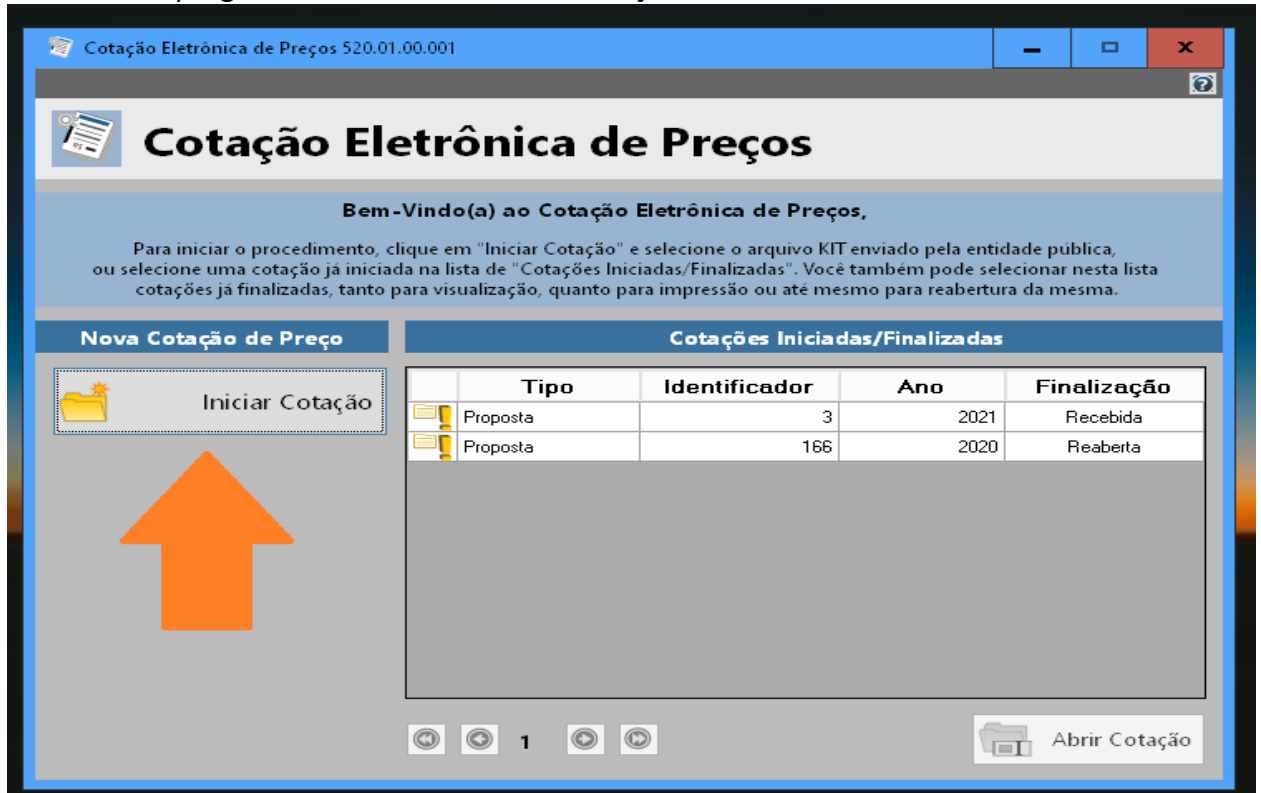 Cotação Eletrônica de Preços 520.01.00.001
Cotação Eletrônica de Preços
Bem-Vindo(a) ao Cotação Eletrônica de Preços,
Para iniciar o procedimento, clique em "Iniciar Cotação" e selecione o arquivo KIT enviado pela entidade pública,
ou selecione uma cotação já iniciada na lista de "Cotações Iniciadas/Finalizadas". Você também pode selecionar nesta lista
cotações já finalizadas, tanto para visualização, quanto para impressão ou até mesmo para reabertura da mesma.
Nova Cotação de Preço
Cotações Iniciadas/Finalizadas
Iniciar Cotação
Tipo Identificador Ano Finalização
Proposta 3 2021 Recebida
Proposta 166 2020 Reaberta
1
Abrir Cotação